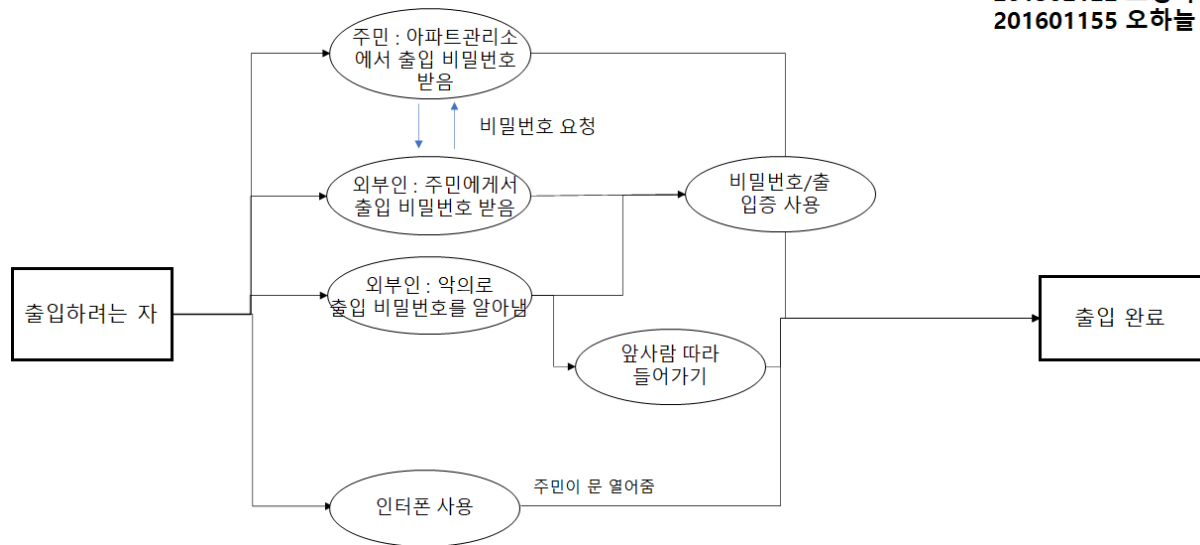 201601155 오하늘
주민 : 아파트관리소
에서 출입 비밀번호
받음
비밀번호 요청
외부인 : 주민에게서
출입 비밀번호 받음
비밀번호/출
입증 사용
외부인 : 악의로
출입 비밀번호를 알아냄
출입하려는 자
출입 완료
앞사람 따라
들어가기
인터폰 사용
주민이 문 열어줌